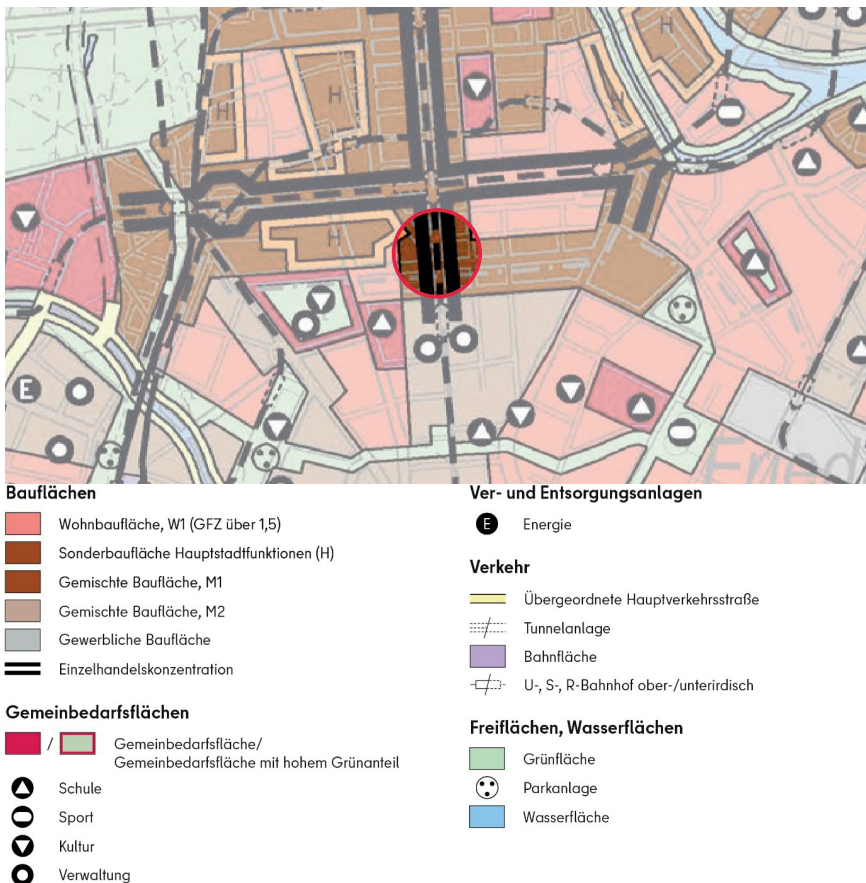 H
H
H
H
H
E
Fried
Bauflächen
Wohnbaufläche, W1 (GFZ über 1,5)
Sonderbaufläche Hauptstadtfunktionen (H)
Gemischte Baufläche, M1
Gemischte Baufläche, M2
Gewerbliche Baufläche
Einzelhandelskonzentration
Gemeinbedarfsflächen
/ Gemeinbedarfsfläche/
Gemeinbedarfsfläche mit hohem Grünanteil
Schule
Sport
Kultur
Verwaltung
Ver- und Entsorgungsanlagen
E Energie
Verkehr
Übergeordnete Hauptverkehrsstraße
Tunnelanlage
Bahnfläche
U-, S-, R-Bahnhof ober-/unterirdisch
Freiflächen, Wasserflächen
Grünfläche
Parkanlage
Wasserfläche